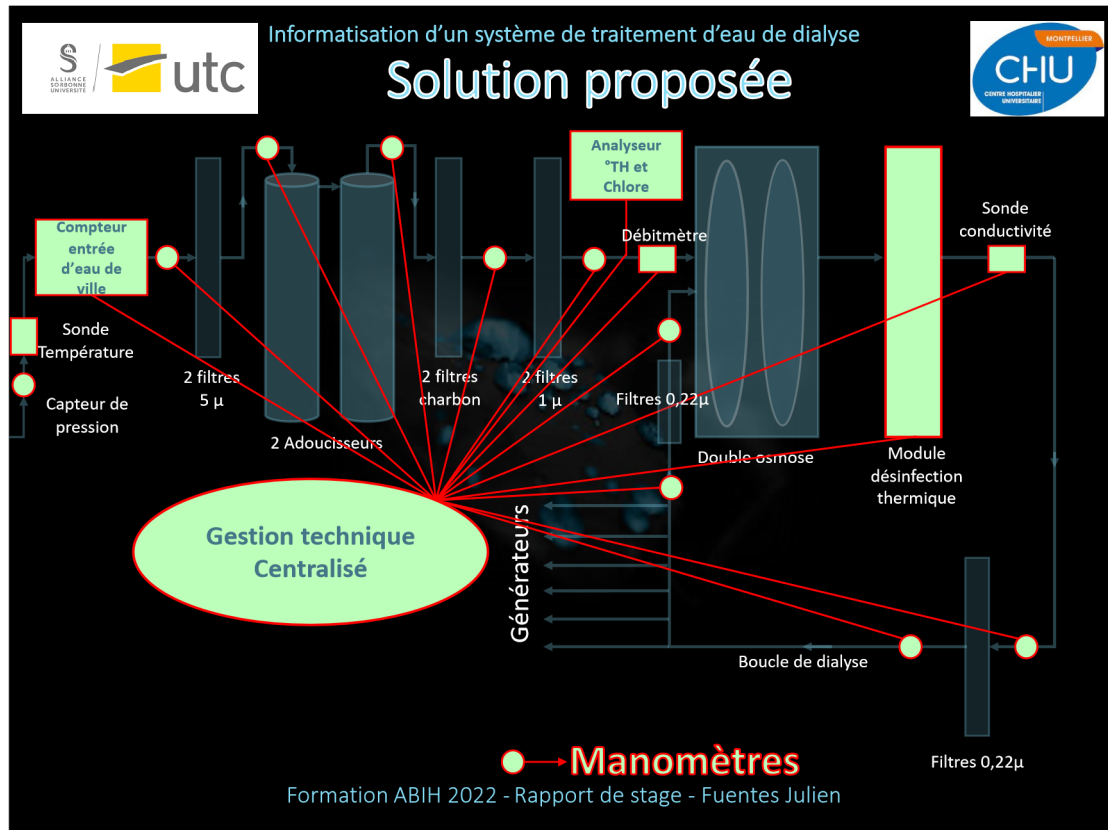 Informatisation d'un système de traitement d'eau de dialyse
Solution proposée
S
ALLIANCE
SORBONNE
UNIVERSITÉ
utc
MONTPELLIER
CHU
CENTRE HOSPITALIER
UNIVERSITAIRE
Analyseur
°TH et
Chlore
Compteur
entrée
d'eau de
ville
Débitmètre
Sonde
conductivité
Sonde
Température
Capteur de
pression
2 filtres
5 µ
2 Adoucisseurs
2 filtres
charbon
2 filtres
1 µ
Filtres 0,22µ
Double osmose
Module
désinfection
thermique
Gestion technique
Centralisé
Générateurs
Boucle de dialyse
Filtres 0,22µ
Manomètres
Formation ABIH 2022 - Rapport de stage - Fuentes Julien